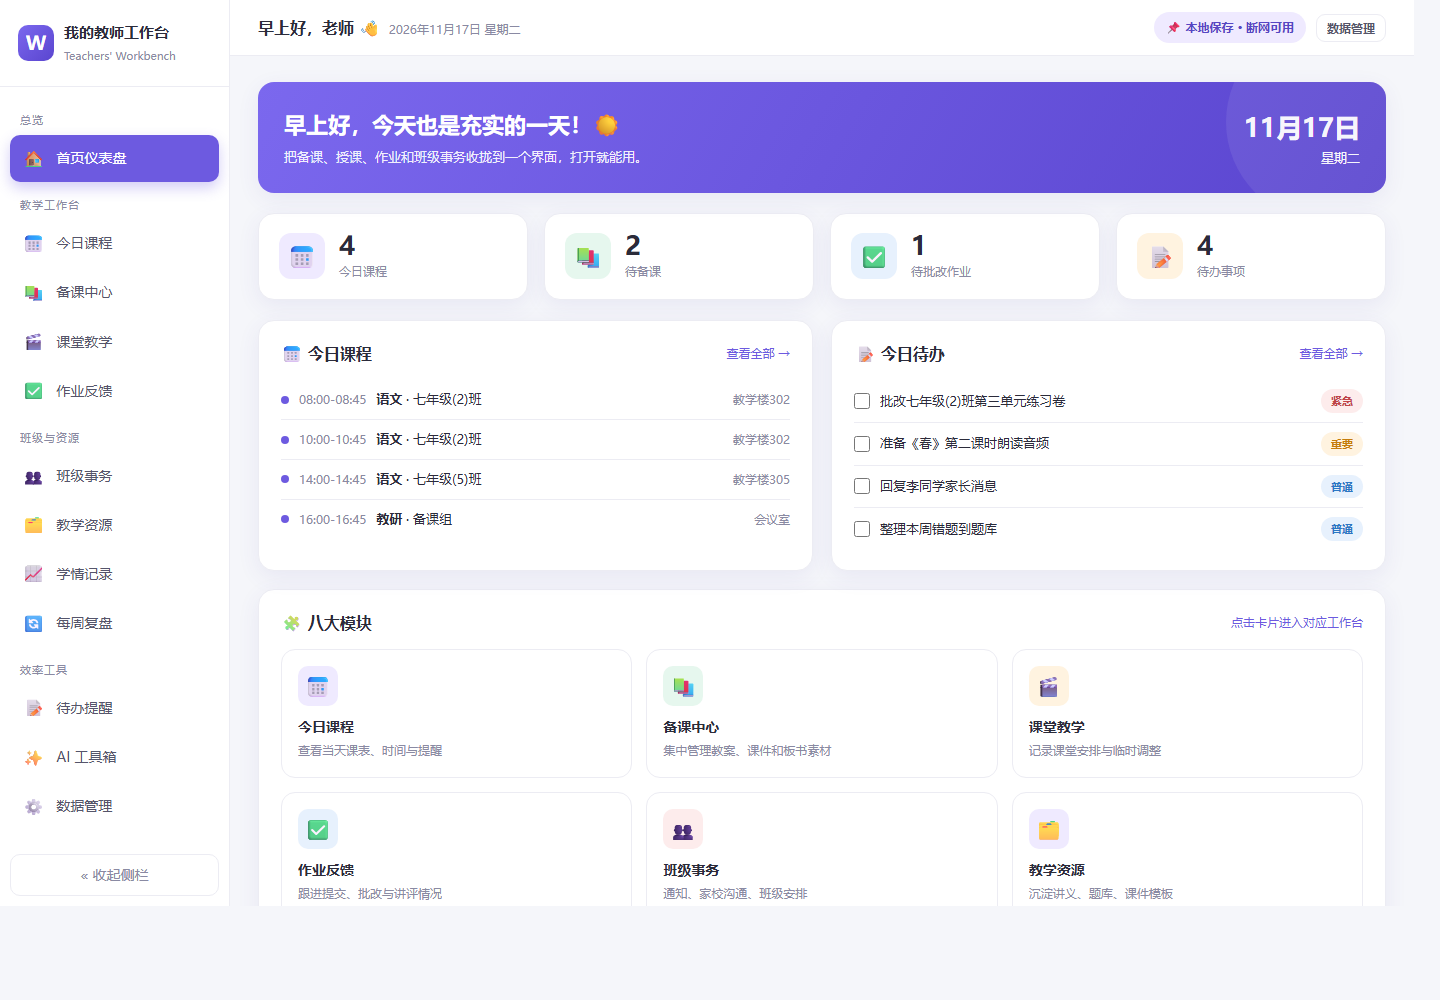 W
我的教师工作台
Teachers' Workbench
总览
首页仪表盘
教学工作台
今日课程
备课中心
课堂教学
作业反馈
班级与资源
班级事务
教学资源
学情记录
每周复盘
效率工具
待办提醒
AI 工具箱
数据管理
« 收起侧栏
早上好，老师 👋 2026年11月17日 星期二
📌 本地保存 • 断网可用
数据管理
早上好，今天也是充实的一天！
把备课、授课、作业和班级事务收拢到一个界面，打开就能用。
11月17日
星期二
4
今日课程
2
待备课
1
待批改作业
4
待办事项
今日课程
查看全部 →
08:00-08:45 语文 · 七年级(2)班 教学楼302
10:00-10:45 语文 · 七年级(2)班 教学楼302
14:00-14:45 语文 · 七年级(5)班 教学楼305
16:00-16:45 教研 · 备课组 会议室
今日待办
查看全部 →
批改七年级(2)班第三单元练习卷 紧急
准备《春》第二课时朗读音频 重要
回复李同学家长消息 普通
整理本周错题到题库 普通
八大模块
点击卡片进入对应工作台
今日课程
查看当天课表、时间与提醒
备课中心
集中管理教案、课件和板书素材
课堂教学
记录课堂安排与临时调整
作业反馈
跟进提交、批改与讲评情况
班级事务
通知、家校沟通、班级安排
教学资源
沉淀讲义、题库、课件模板